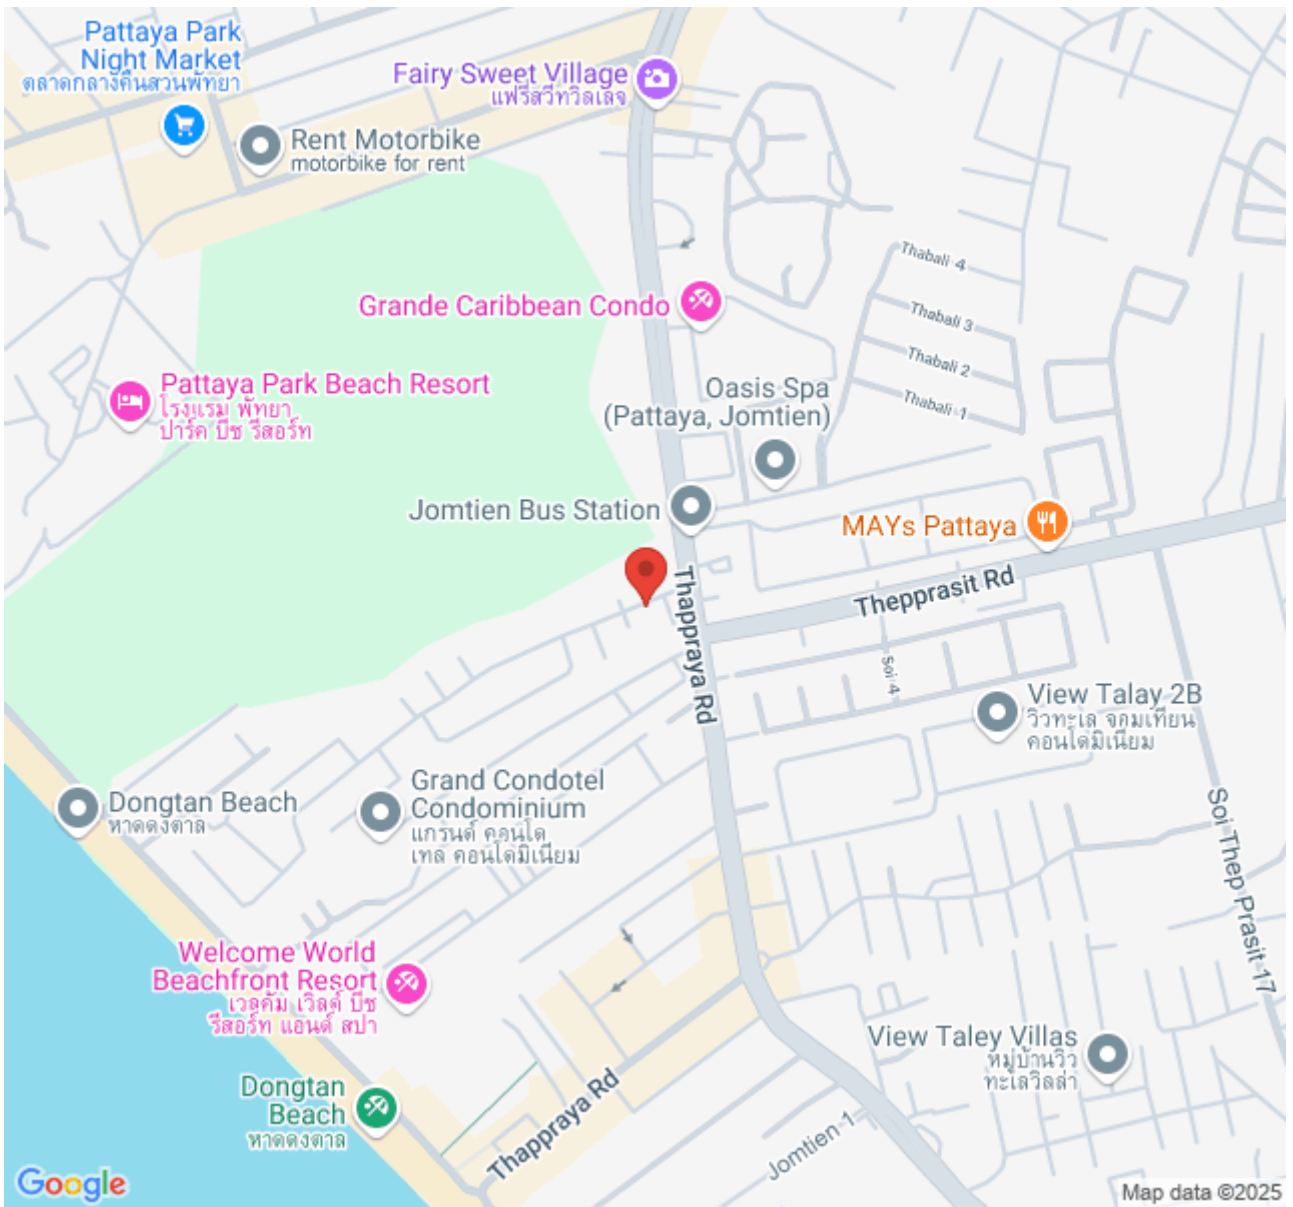 Pattaya Park
Night Market
ตลาดกลางคืนสวนพัทยา
Fairy Sweet Village
แฟรี่สวีทวิลเลจ
Rent Motorbike
motorbike for rent
Thabali 4
Grande Caribbean Condo
Thabali 3
Thabali 2
Pattaya Park Beach Resort
โรงแรม พัทยา
ปาร์ค บีช รีสอร์ท
Oasis Spa
(Pattaya, Jomtien)
Thabali 1
Jomtien Bus Station
MAYs Pattaya
Thepprasit Rd
Thappraya Rd
Soi 4
View Talay 2B
วิวทะเล จอมเทียน
คอนโดมิเนียม
Grand Condotel
Condominium
แกรนด์ คอนโด
เทล คอนโดมิเนียม
Dongtan Beach
หาดดงตาล
Soi Thep Prasit 17
Welcome World
Beachfront Resort
เวลคัม เวิลด์ บีช
รีสอร์ท แอนด์ สปา
View Taley Villas
หมู่บ้านวิว
ทะเลวิลล่า
Dongtan
Beach
หาดดงตาล
Thappraya Rd
Jomtien 1
Google
Map data ©2025